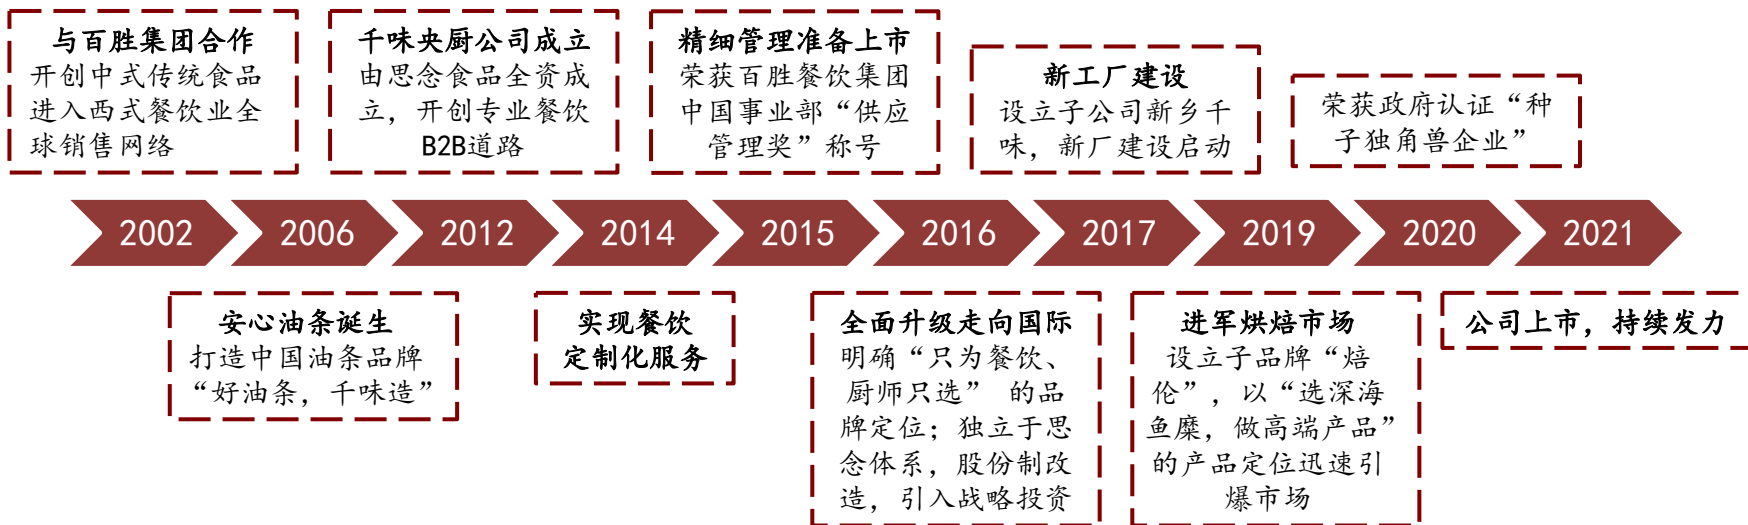 与百胜集团合作
开创中式传统食品
进入西式餐饮业全
球销售网络
千味央厨公司成立
由思念食品全资成
立，开创专业餐饮
B2B道路
精细管理准备上市
荣获百胜餐饮集团
中国事业部“供应
管理奖”称号
新工厂建设
设立子公司新乡千
味，新厂建设启动
荣获政府认证“种
子独角兽企业”
2002
2006
2012
2014
2015
2016
2017
2019
2020
2021
安心油条诞生
打造中国油条品牌
“好油条，千味造”
实现餐饮
定制化服务
全面升级走向国际
明确“只为餐饮、
厨师只选” 的品
牌定位；独立于思
念体系，股份制改
造，引入战略投资
进军烘焙市场
设立子品牌“焙
伦”，以“选深海
鱼糜，做高端产品”
的产品定位迅速引
爆市场
公司上市，持续发力